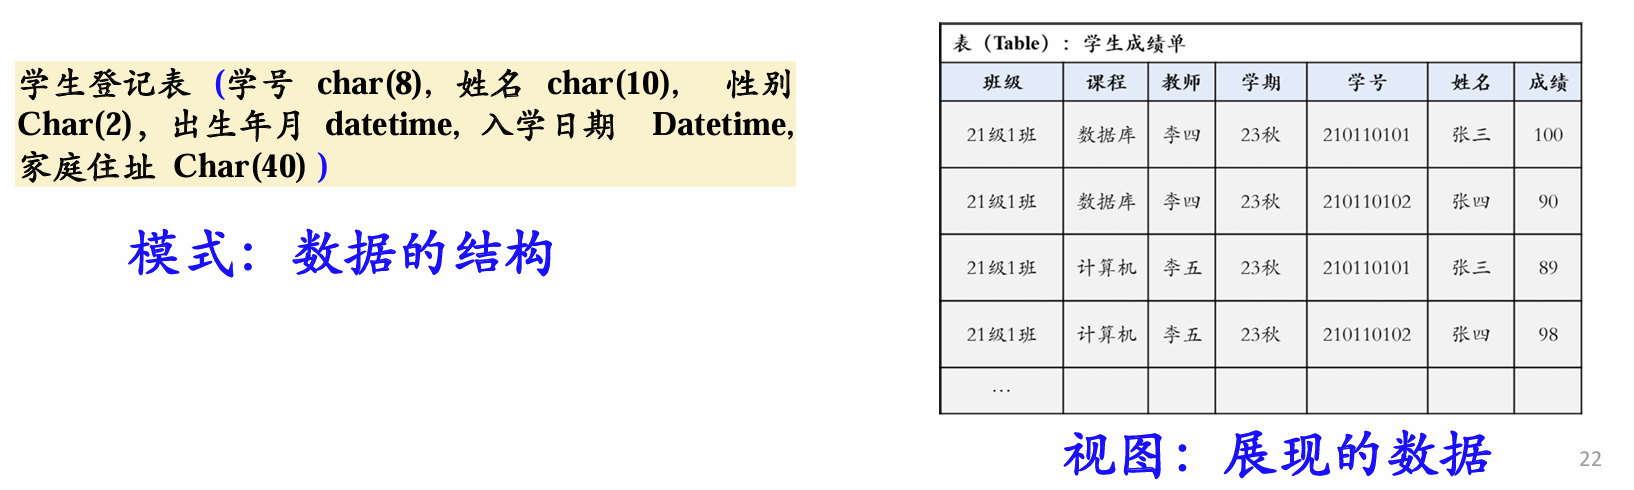 学生登记表 (学号 char(8), 姓名 char(10), 性别
Char(2), 出生年月 datetime, 入学日期 Datetime,
家庭住址 Char(40) )
模式：数据的结构
表（Table）：学生成绩单
班级 课程 教师 学期 学号 姓名 成绩
21级1班 数据库 李四 23秋 210110101 张三 100
21级1班 数据库 李四 23秋 210110102 张四 90
21级1班 计算机 李五 23秋 210110101 张三 89
21级1班 计算机 李五 23秋 210110102 张四 98
…
视图：展现的数据
22